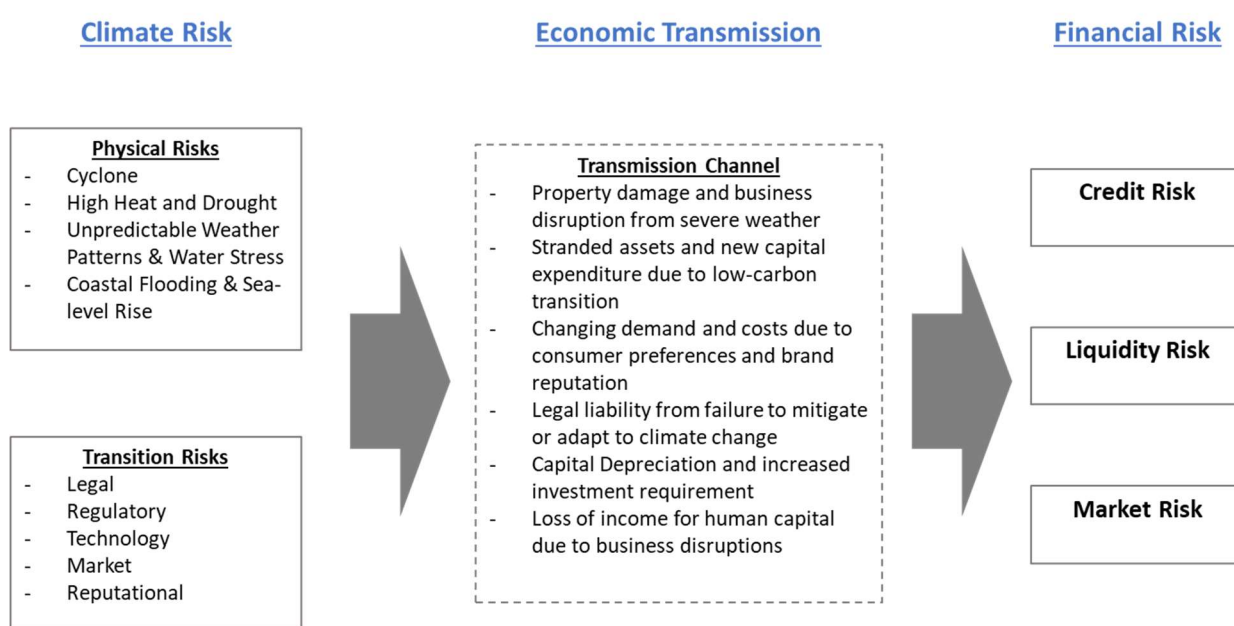 Climate Risk
Economic Transmission
Financial Risk
Physical Risks
- Cyclone
- High Heat and Drought
- Unpredictable Weather
Patterns & Water Stress
- Coastal Flooding & Sea-
level Rise
Transition Risks
- Legal
- Regulatory
- Technology
- Market
- Reputational
Transmission Channel
- Property damage and business
disruption from severe weather
- Stranded assets and new capital
expenditure due to low-carbon
transition
- Changing demand and costs due to
consumer preferences and brand
reputation
- Legal liability from failure to mitigate
or adapt to climate change
- Capital Depreciation and increased
investment requirement
- Loss of income for human capital
due to business disruptions
Credit Risk
Liquidity Risk
Market Risk